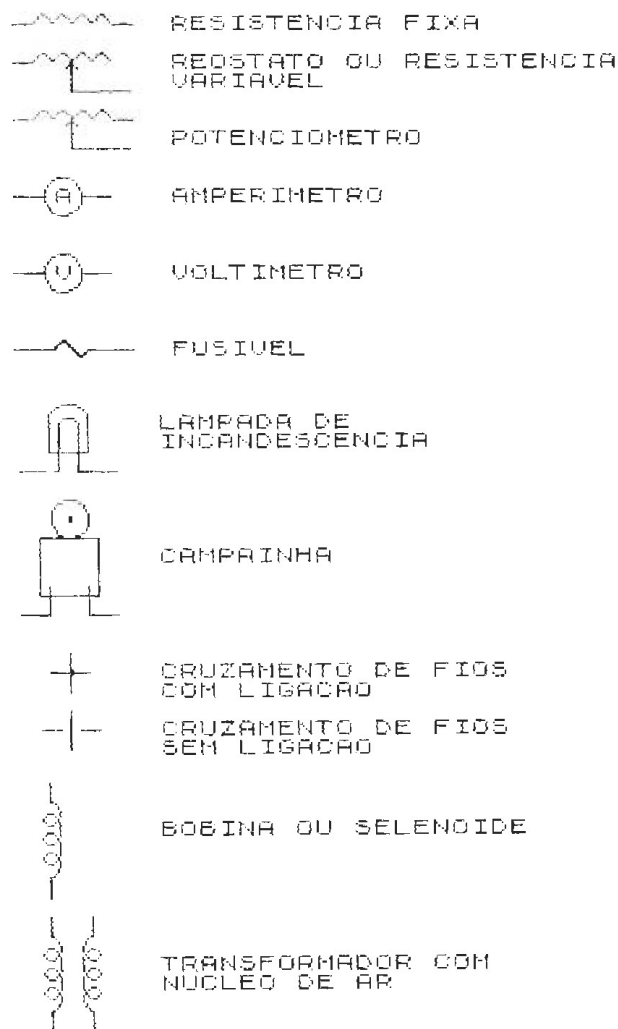 RESISTENCIA FIXA
REOSTATO OU RESISTENCIA
VARIAVEL
POTENCIOMETRO
A
AMPERIMETRO
V
VOLTIMETRO
FUSIVEL
LAMPADA DE
INCANDESCENCIA
CAMPAINHA
CRUZAMENTO DE FIOS
COM LIGACAO
CRUZAMENTO DE FIOS
SEM LIGACAO
BOBINA OU SELENOIDE
TRANSFORMADOR COM
NUCLEO DE AR